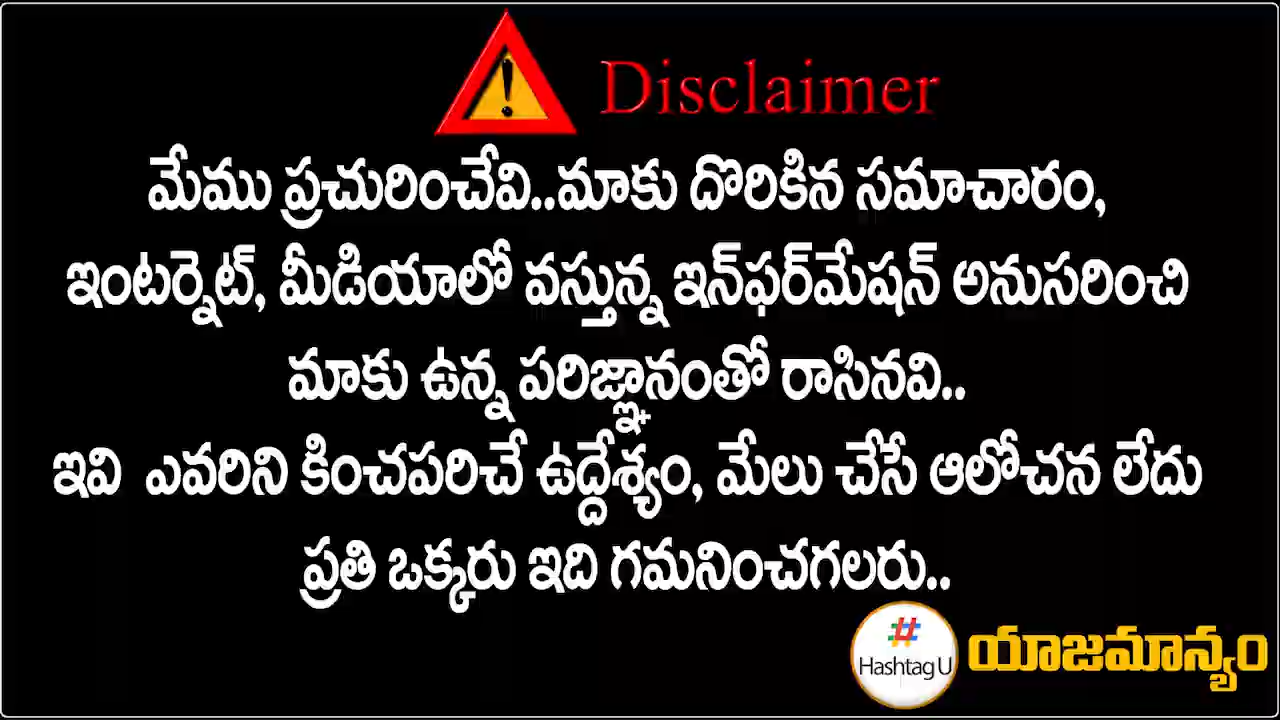 Disclaimer
మేము ప్రచురించేవి..మాకు దొరికిన సమాచారం,
ఇంటర్నెట్, మీడియాలో వస్తున్న ఇన్‌ఫర్‌మేషన్ అనుసరించి
మాకు ఉన్న పరిజ్ఞానంతో రాసినవి..
ఇవి ఎవరిని కించపరిచే ఉద్దేశ్యం, మేలు చేసే ఆలోచన లేదు
ప్రతి ఒక్కరు ఇది గమనించగలరు..
# Hashtag U యాజమాన్యం